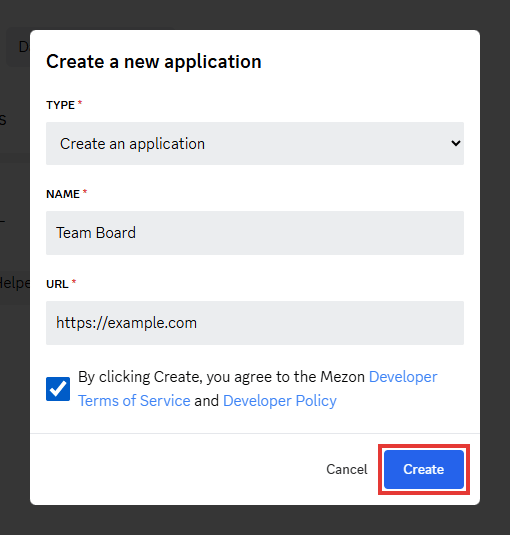 Create a new application
TYPE *
Create an application
NAME *
Team Board
URL *
https://example.com
By clicking Create, you agree to the Mezon Developer
Terms of Service and Developer Policy
Cancel
Create